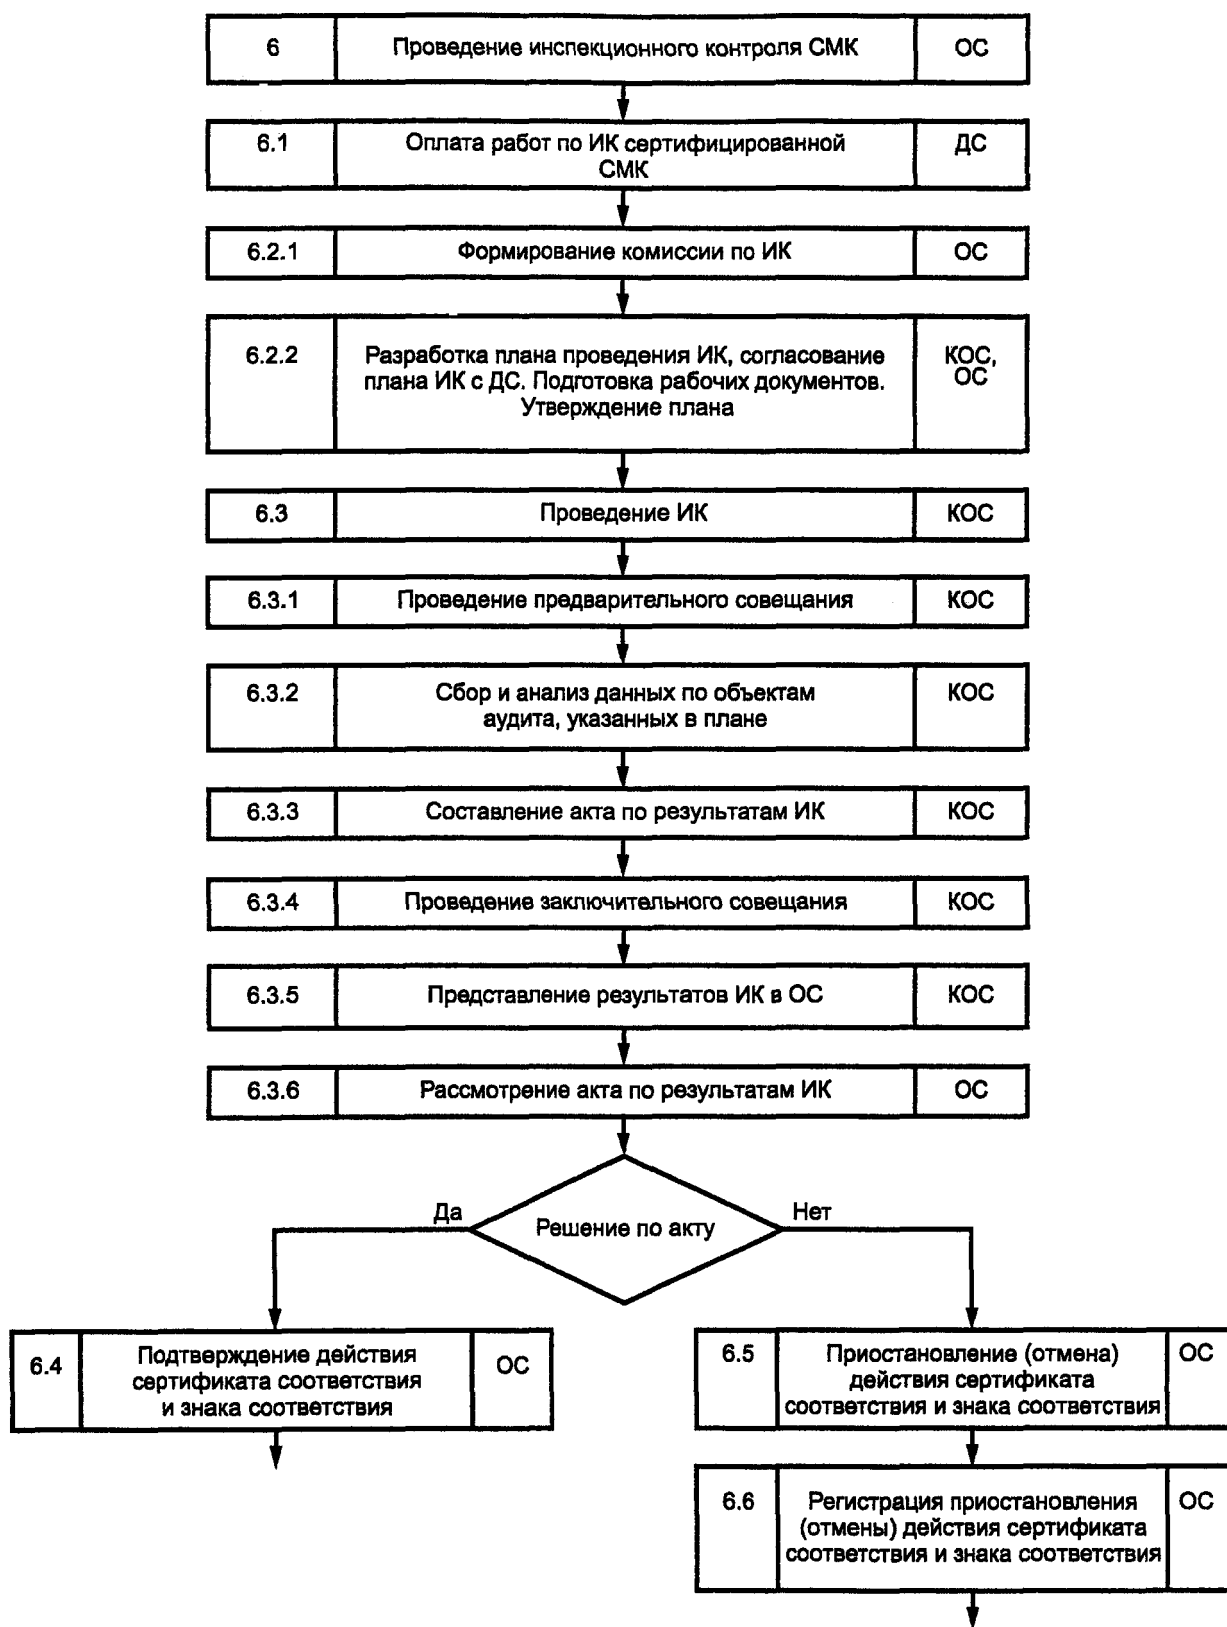 6 Проведение инспекционного контроля СМК ОС
6.1 Оплата работ по ИК сертифицированной ДС
СМК
6.2.1 Формирование комиссии по ИК ОС
6.2.2 Разработка плана проведения ИК, согласование КОС,
плана ИК с ДС. Подготовка рабочих документов. ОС
Утверждение плана
6.3 Проведение ИК КОС
6.3.1 Проведение предварительного совещания КОС
6.3.2 Сбор и анализ данных по объектам КОС
аудита, указанных в плане
6.3.3 Составление акта по результатам ИК КОС
6.3.4 Проведение заключительного совещания КОС
6.3.5 Представление результатов ИК в ОС КОС
6.3.6 Рассмотрение акта по результатам ИК ОС
Да Нет
Решение по акту
6.4 Подтверждение действия ОС
сертификата соответствия
и знака соответствия
6.5 Приостановление (отмена) ОС
действия сертификата
соответствия и знака соответствия
6.6 Регистрация приостановления ОС
(отмены) действия сертификата
соответствия и знака соответствия